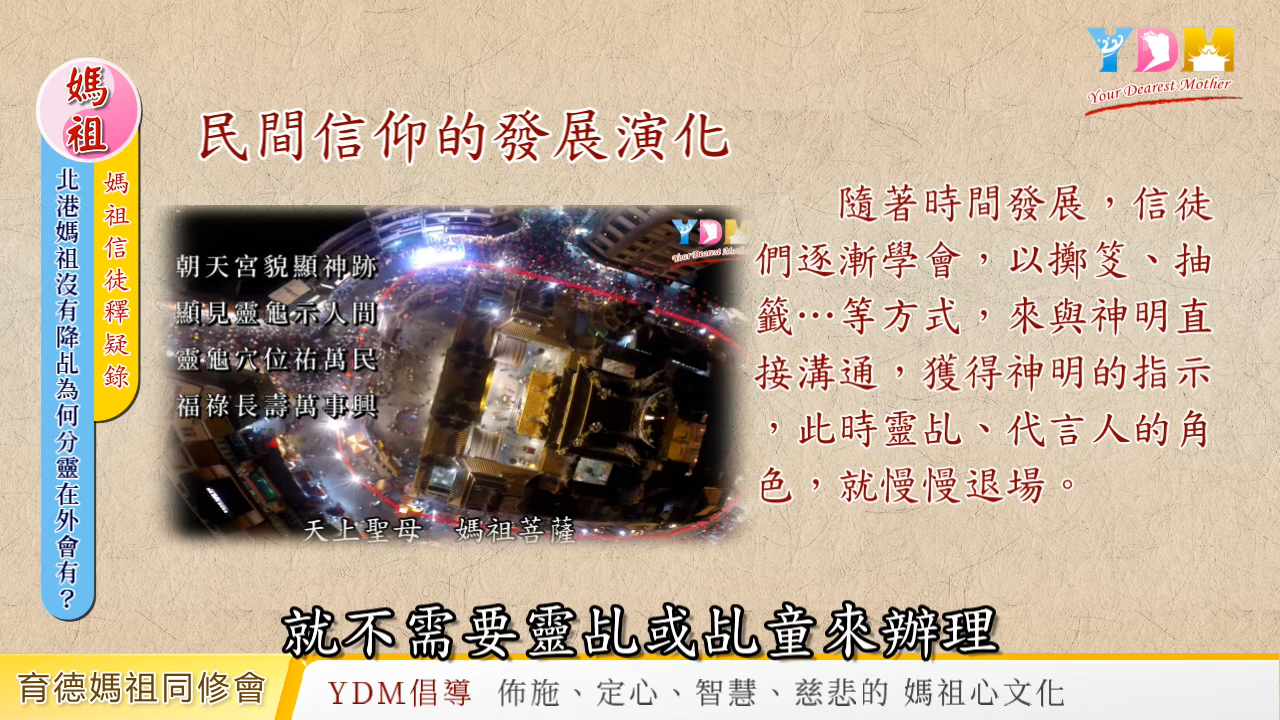 YDM
Your Dearest Mother
媽祖
媽祖信徒釋疑錄
北港媽祖沒有降乩為何分靈在外會有？
民間信仰的發展演化
YDM
Your Dearest Mother
朝天宮貌顯神跡
顯見靈龜示人間
靈龜穴位祐萬民
福祿長壽萬事興
天上聖母　媽祖菩薩
隨著時間發展，信徒
們逐漸學會，以擲筊、抽
籤…等方式，來與神明直
接溝通，獲得神明的指示
，此時靈乩、代言人的角
色，就慢慢退場。
就不需要靈乩或乩童來辦理
育德媽祖同修會
YDM倡導　佈施、定心、智慧、慈悲的 媽祖心文化